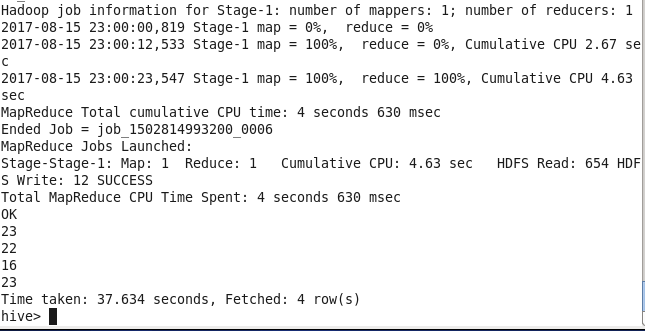 Hadoop job information for Stage-1: number of mappers: 1; number of reducers: 1
2017-08-15 23:00:00,819 Stage-1 map = 0%,  reduce = 0%
2017-08-15 23:00:12,533 Stage-1 map = 100%,  reduce = 0%, Cumulative CPU 2.67 se
c
2017-08-15 23:00:23,547 Stage-1 map = 100%,  reduce = 100%, Cumulative CPU 4.63
sec
MapReduce Total cumulative CPU time: 4 seconds 630 msec
Ended Job = job_1502814993200_0006
MapReduce Jobs Launched:
Stage-Stage-1: Map: 1  Reduce: 1   Cumulative CPU: 4.63 sec   HDFS Read: 654 HDF
S Write: 12 SUCCESS
Total MapReduce CPU Time Spent: 4 seconds 630 msec
OK
23
22
16
23
Time taken: 37.634 seconds, Fetched: 4 row(s)
hive>